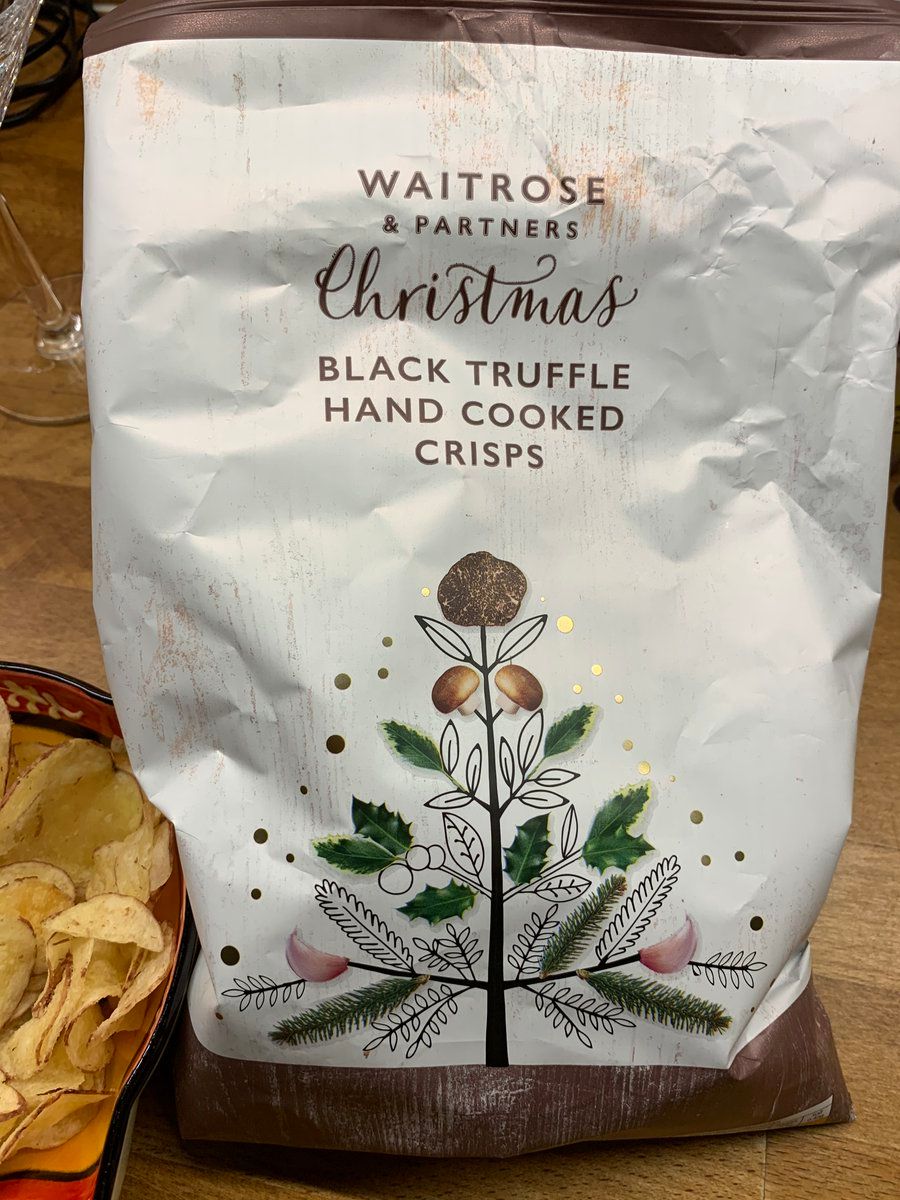 WAITROSE
& PARTNERS
Christmas
BLACK TRUFFLE
HAND COOKED
CRISPS